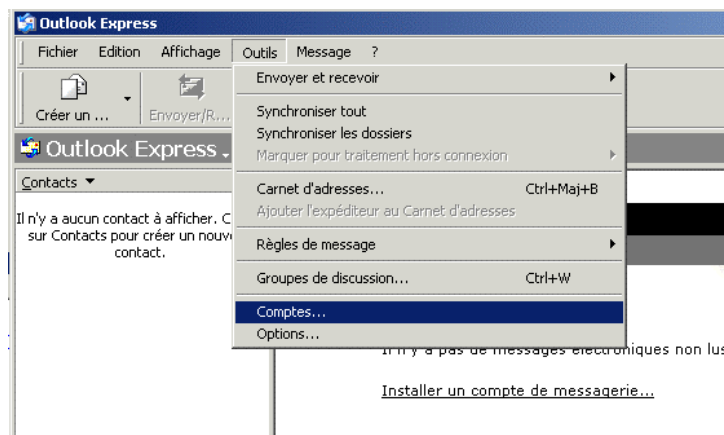 Outlook Express
Fichier Edition Affichage Outils Message ?
Créer un ... Envoyer/R...
Outlook Express
Contacts
Il n'y a aucun contact à afficher. C
sur Contacts pour créer un nouv
contact.
Envoyer et recevoir
Synchroniser tout
Synchroniser les dossiers
Marquer pour traitement hors connexion
Carnet d'adresses... Ctrl+Maj+B
Ajouter l'expéditeur au Carnet d'adresses
Règles de message
Groupes de discussion... Ctrl+W
Comptes...
Options...
Il n'y a pas de messages électroniques non lus
Installer un compte de messagerie...